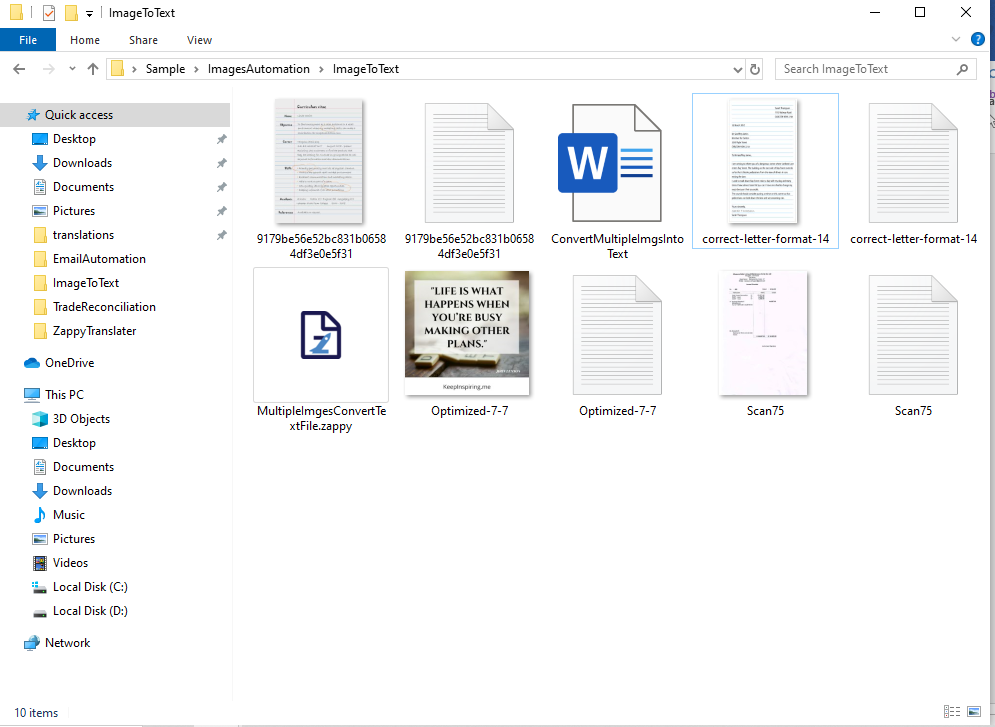 ImageToText
File Home Share View
Sample › ImagesAutomation › ImageToText
Search ImageToText
Quick access
Desktop
Downloads
Documents
Pictures
translations
EmailAutomation
ImageToText
TradeReconciliation
ZappyTranslater
OneDrive
This PC
3D Objects
Desktop
Documents
Downloads
Music
Pictures
Videos
Local Disk (C:)
Local Disk (D:)
Network
9179be56e52bc831b0658
4df3e0e5f31
9179be56e52bc831b0658
4df3e0e5f31
W
ConvertMultipleImgsInto
Text
correct-letter-format-14
correct-letter-format-14
MultipleImgesConvertTe
xtFile.zappy
"LIFE IS WHAT
HAPPENS WHEN
YOU'RE BUSY
MAKING OTHER
PLANS."
KeepInspiring.me
Optimized-7-7
Optimized-7-7
Scan75
Scan75
10 items